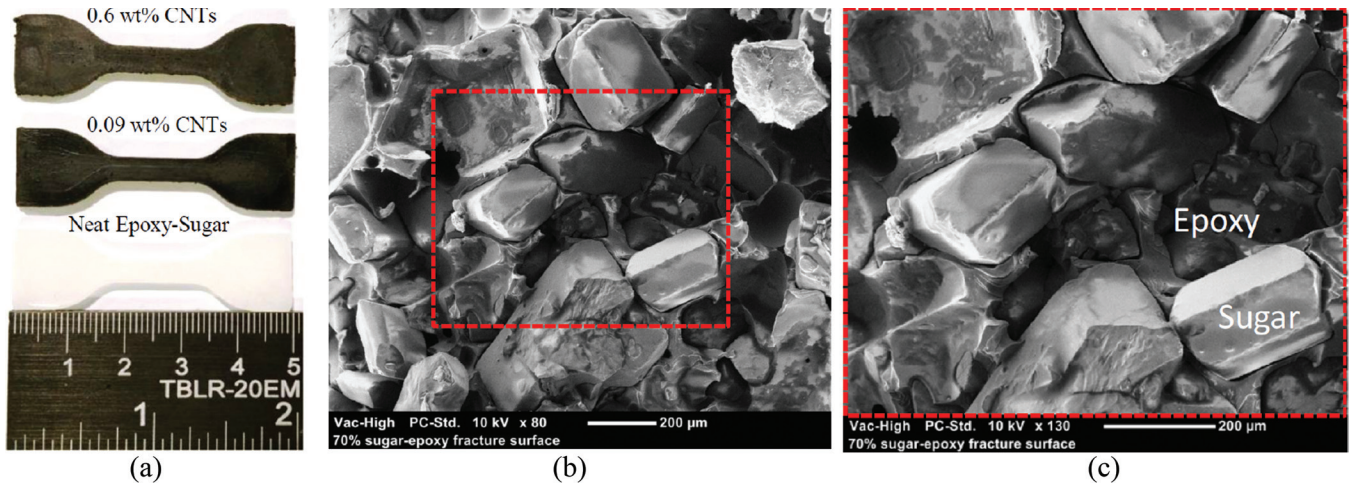 0.6 wt% CNTs
0.09 wt% CNTs
Neat Epoxy-Sugar
1 2 3 4 5
TBLR-20EM
1 2
(a)
Vac-High PC-Std. 10 kV x 80 200 µm
70% sugar-epoxy fracture surface
(b)
Epoxy
Sugar
Vac-High PC-Std. 10 kV x 130 200 µm
70% sugar-epoxy fracture surface
(c)